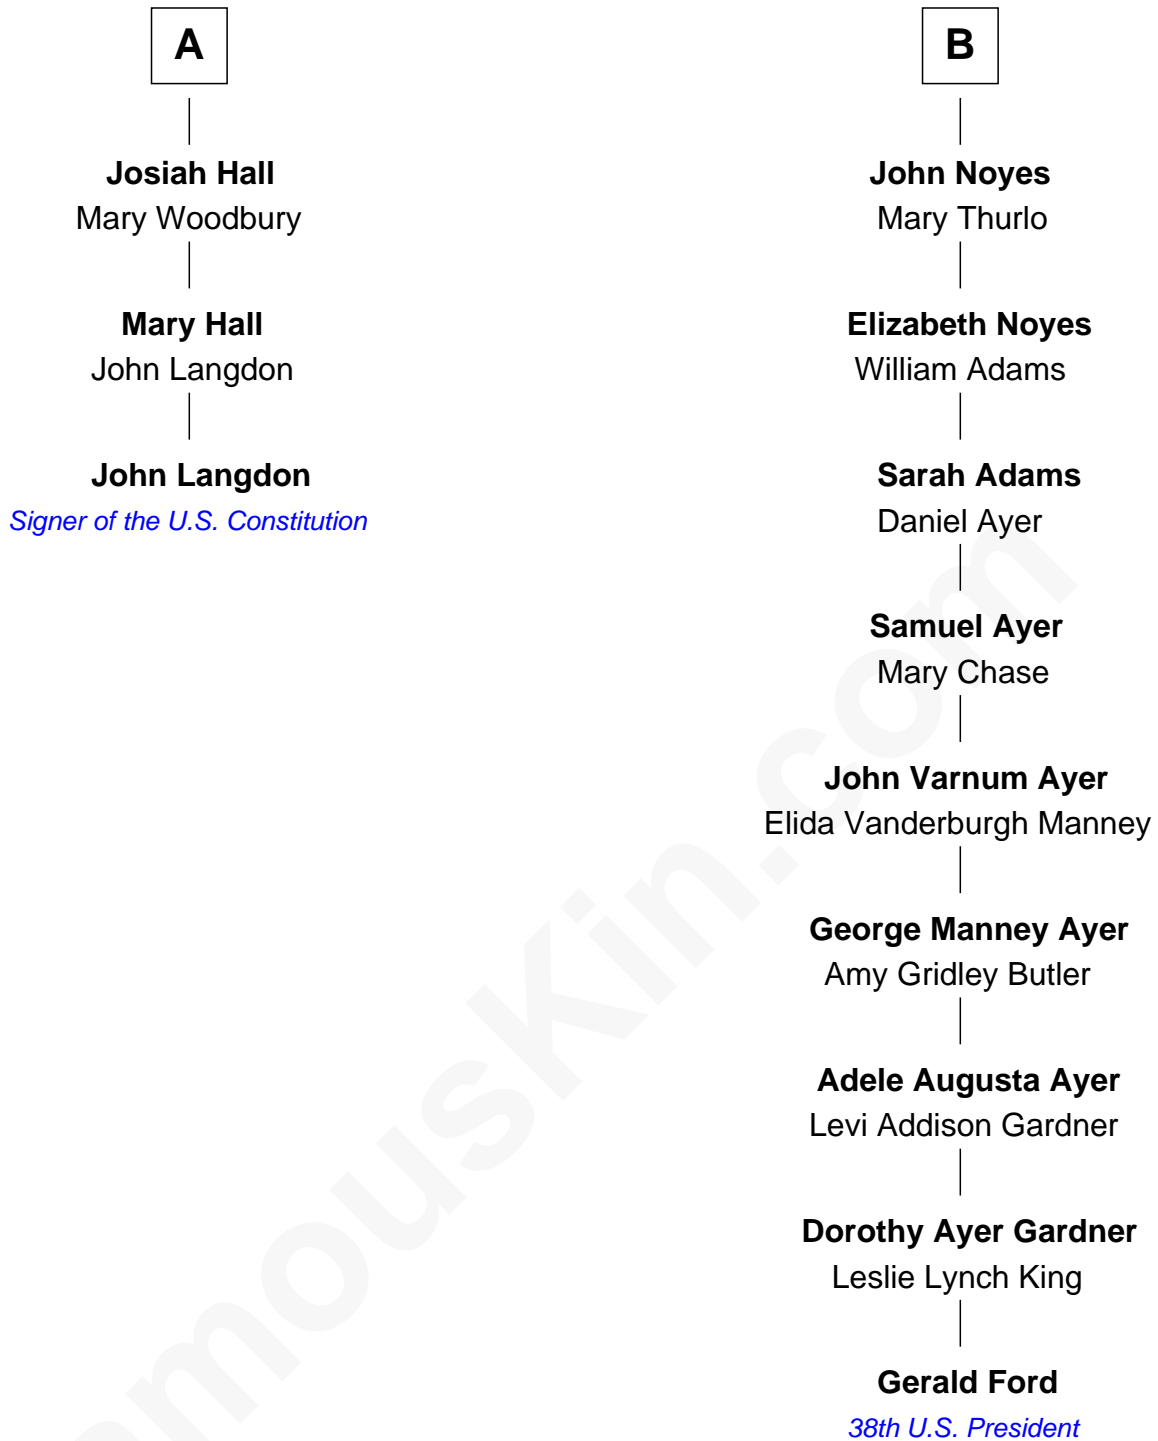 A
Josiah Hall
Mary Woodbury
Mary Hall
John Langdon
John Langdon
Signer of the U.S. Constitution
B
John Noyes
Mary Thurlo
Elizabeth Noyes
William Adams
Sarah Adams
Daniel Ayer
Samuel Ayer
Mary Chase
John Varnum Ayer
Elida Vanderburgh Manney
George Manney Ayer
Amy Gridley Butler
Adele Augusta Ayer
Levi Addison Gardner
Dorothy Ayer Gardner
Leslie Lynch King
Gerald Ford
38th U.S. President
amouskin.com